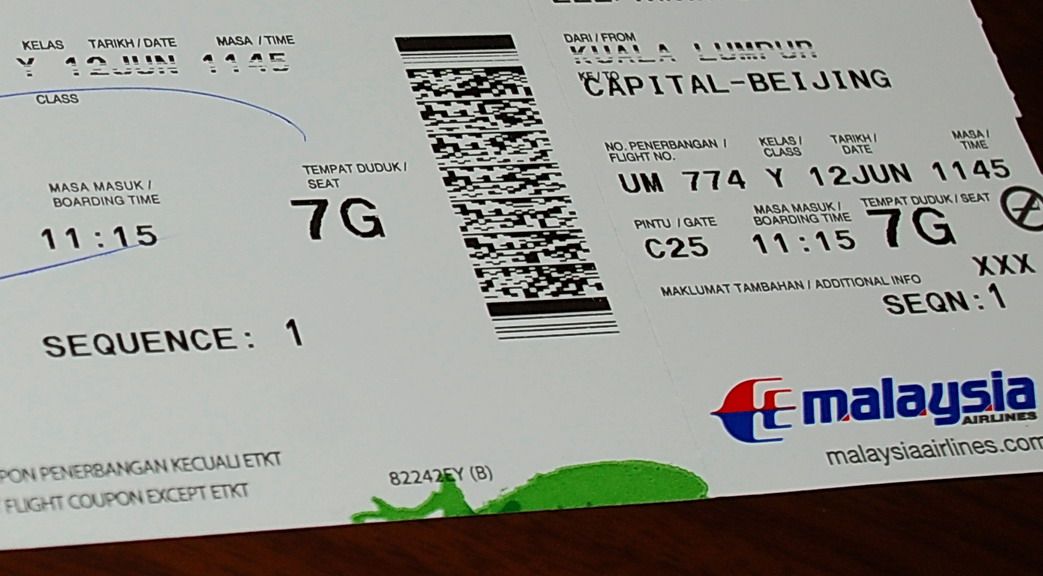 KELAS TARIKH / DATE MASA / TIME
Y 12JUN 1145
CLASS
MASA MASUK /
BOARDING TIME
11:15
TEMPAT DUDUK /
SEAT
7G
SEQUENCE: 1
PON PENERBANGAN KECUALI ETKT
FLIGHT COUPON EXCEPT ETKT
82242EY (B)
DARI / FROM
KUALA LUMPUR
KE/TO
CAPITAL-BEIJING
NO. PENERBANGAN / KELAS / TARIKH / MASA /
FLIGHT NO. CLASS DATE TIME
UM 774 Y 12JUN 1145
PINTU / GATE MASA MASUK / TEMPAT DUDUK / SEAT
BOARDING TIME
C25 11:15 7G
XXX
MAKLUMAT TAMBAHAN / ADDITIONAL INFO
SEQN:1
malaysia
AIRLINES
malaysiaairlines.com